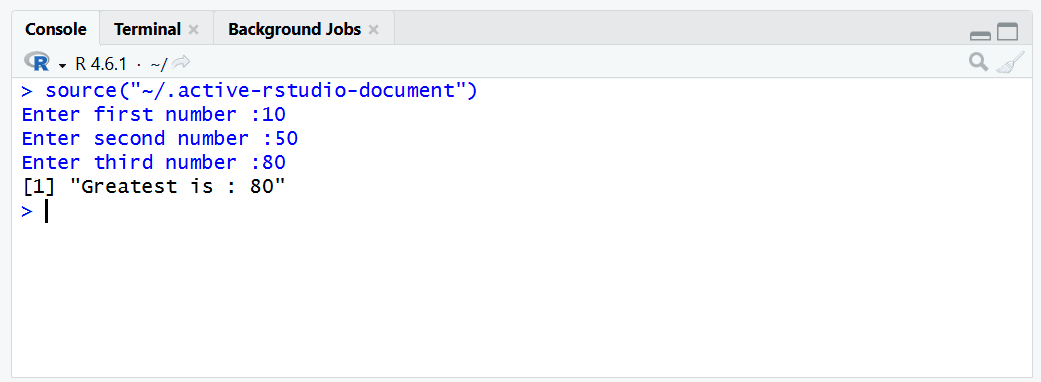 Console Terminal Background Jobs
R R 4.6.1 · ~/
> source("~/.active-rstudio-document")
Enter first number :10
Enter second number :50
Enter third number :80
[1] "Greatest is : 80"
>